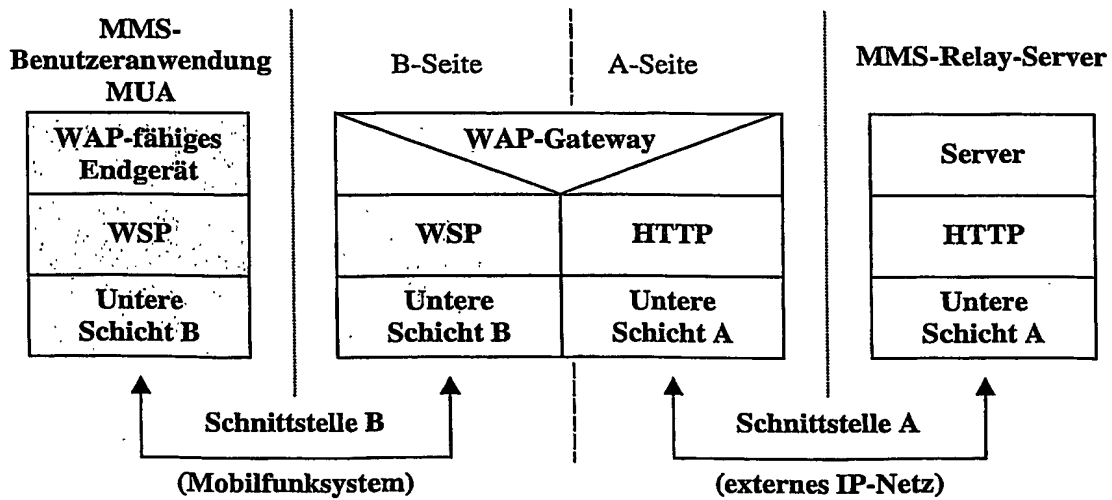 MMS-
Benutzeranwendung
MUA
B-Seite
A-Seite
MMS-Relay-Server
WAP-fähiges
Endgerät
WAP-Gateway
Server
WSP
WSP
HTTP
HTTP
Untere
Schicht B
Untere
Schicht B
Untere
Schicht A
Untere
Schicht A
Schnittstelle B
Schnittstelle A
(Mobilfunksystem)
(externes IP-Netz)